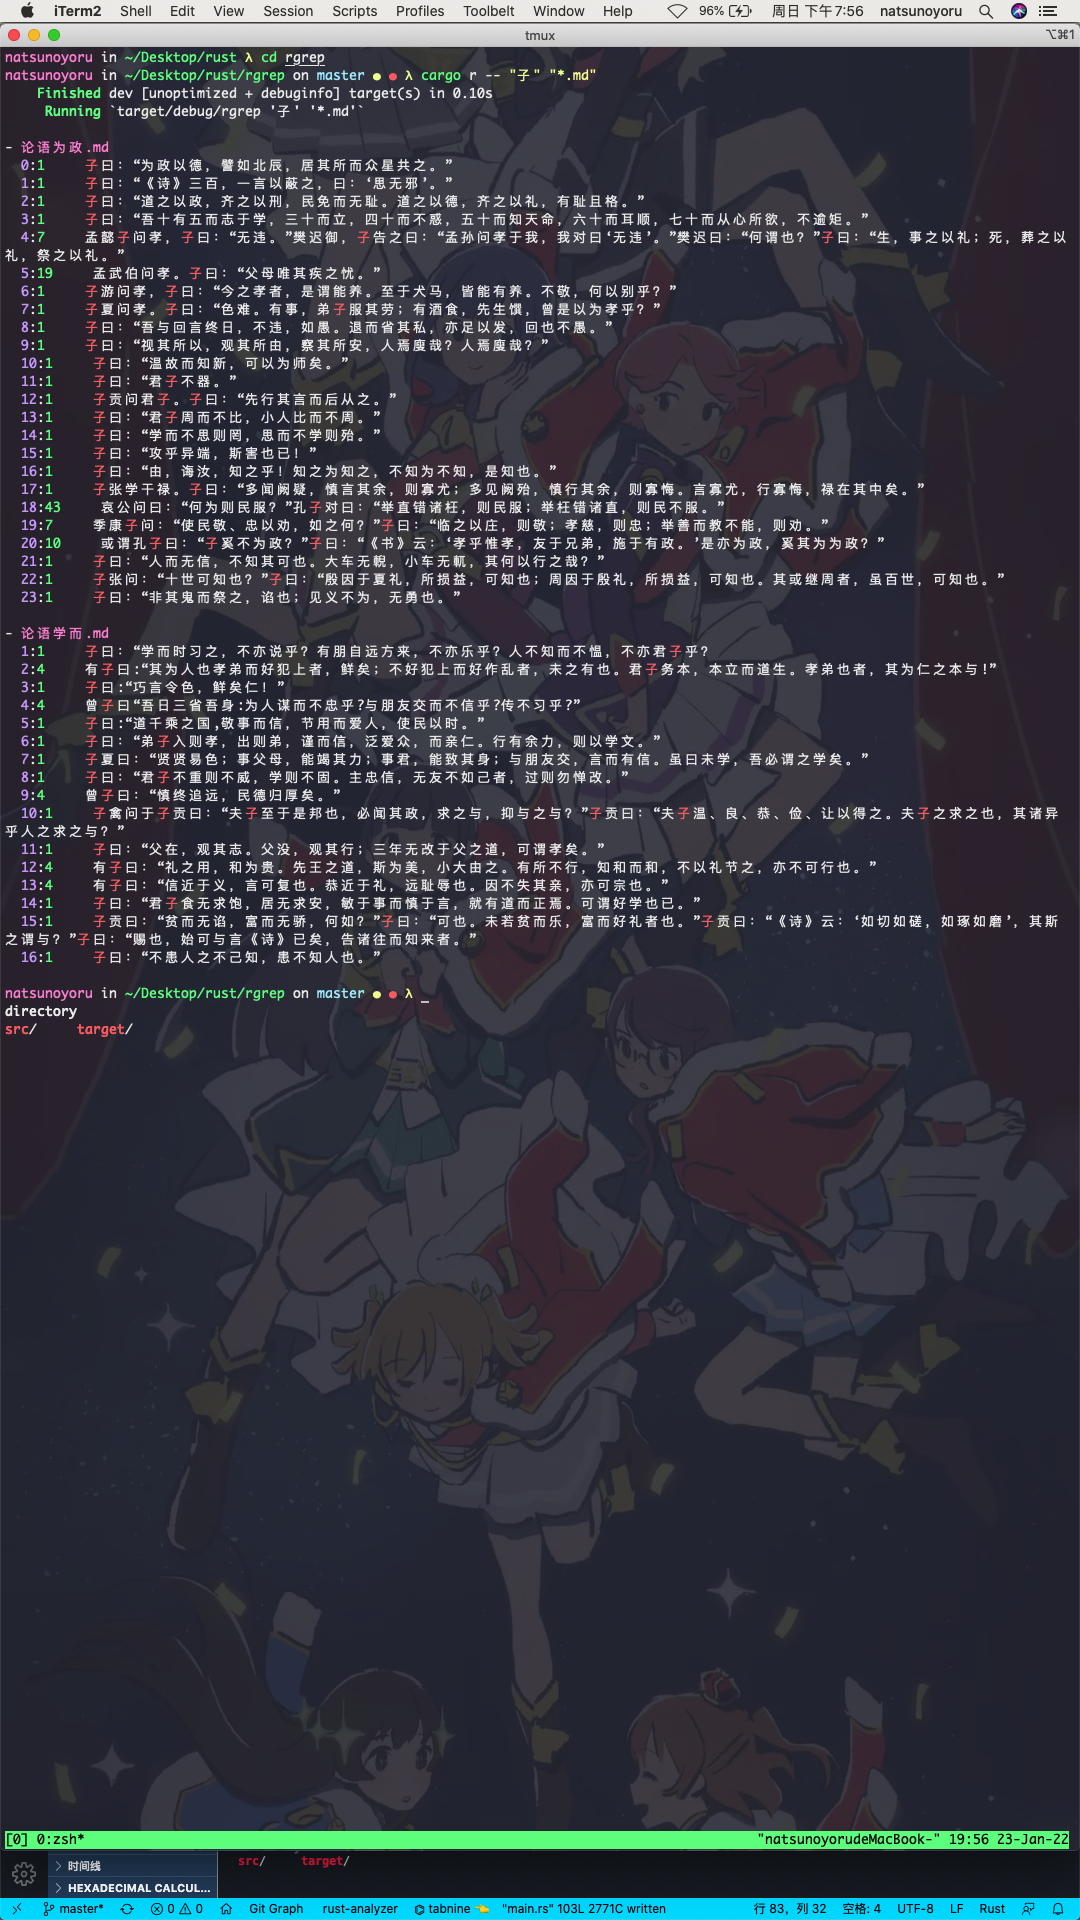 iTerm2 Shell Edit View Session Scripts Profiles Toolbelt Window Help 96% 周日 下午7:56 natsunoyoru
tmux ⌥⌘1
natsunoyoru in ~/Desktop/rust λ cd rgrep
natsunoyoru in ~/Desktop/rust/rgrep on master ● ● λ cargo r -- "子" "*.md"
Finished dev [unoptimized + debuginfo] target(s) in 0.10s
Running `target/debug/rgrep '子' '*.md'`
- 论语为政.md
0:1 子曰：“为政以德，譬如北辰，居其所而众星共之。”
1:1 子曰：“《诗》三百，一言以蔽之，曰：‘思无邪’。”
2:1 子曰：“道之以政，齐之以刑，民免而无耻。道之以德，齐之以礼，有耻且格。”
3:1 子曰：“吾十有五而志于学，三十而立，四十而不惑，五十而知天命，六十而耳顺，七十而从心所欲，不逾矩。”
4:7 孟懿子问孝，子曰：“无违。”樊迟御，子告之曰：“孟孙问孝于我，我对曰‘无违’。”樊迟曰：“何谓也？”子曰：“生，事之以礼；死，葬之以
礼，祭之以礼。”
5:19 孟武伯问孝。子曰：“父母唯其疾之忧。”
6:1 子游问孝，子曰：“今之孝者，是谓能养。至于犬马，皆能有养。不敬，何以别乎？”
7:1 子夏问孝。子曰：“色难。有事，弟子服其劳；有酒食，先生馔，曾是以为孝乎？”
8:1 子曰：“吾与回言终日，不违，如愚。退而省其私，亦足以发，回也不愚。”
9:1 子曰：“视其所以，观其所由，察其所安，人焉廋哉？人焉廋哉？”
10:1 子曰：“温故而知新，可以为师矣。”
11:1 子曰：“君子不器。”
12:1 子贡问君子。子曰：“先行其言而后从之。”
13:1 子曰：“君子周而不比，小人比而不周。”
14:1 子曰：“学而不思则罔，思而不学则殆。”
15:1 子曰：“攻乎异端，斯害也已！”
16:1 子曰：“由，诲汝，知之乎！知之为知之，不知为不知，是知也。”
17:1 子张学干禄。子曰：“多闻阙疑，慎言其余，则寡尤；多见阙殆，慎行其余，则寡悔。言寡尤，行寡悔，禄在其中矣。”
18:43 哀公问曰：“何为则民服？”孔子对曰：“举直错诸枉，则民服；举枉错诸直，则民不服。”
19:7 季康子问：“使民敬、忠以劝，如之何？”子曰：“临之以庄，则敬；孝慈，则忠；举善而教不能，则劝。”
20:10 或谓孔子曰：“子奚不为政？”子曰：“《书》云：‘孝乎惟孝，友于兄弟，施于有政。’是亦为政，奚其为为政？”
21:1 子曰：“人而无信，不知其可也。大车无輗，小车无軏，其何以行之哉？”
22:1 子张问：“十世可知也？”子曰：“殷因于夏礼，所损益，可知也；周因于殷礼，所损益，可知也。其或继周者，虽百世，可知也。”
23:1 子曰：“非其鬼而祭之，谄也；见义不为，无勇也。”
- 论语学而.md
1:1 子曰：“学而时习之，不亦说乎？有朋自远方来，不亦乐乎？人不知而不愠，不亦君子乎？
2:4 有子曰:“其为人也孝弟而好犯上者，鲜矣；不好犯上而好作乱者，未之有也。君子务本，本立而道生。孝弟也者，其为仁之本与!”
3:1 子曰:“巧言令色，鲜矣仁！”
4:4 曾子曰“吾日三省吾身:为人谋而不忠乎?与朋友交而不信乎?传不习乎?”
5:1 子曰:“道千乘之国,敬事而信，节用而爱人，使民以时。”
6:1 子曰：“弟子入则孝，出则弟，谨而信，泛爱众，而亲仁。行有余力，则以学文。”
7:1 子夏曰：“贤贤易色；事父母，能竭其力；事君，能致其身；与朋友交，言而有信。虽曰未学，吾必谓之学矣。”
8:1 子曰：“君子不重则不威，学则不固。主忠信，无友不如己者，过则勿惮改。”
9:4 曾子曰：“慎终追远，民德归厚矣。”
10:1 子禽问于子贡曰：“夫子至于是邦也，必闻其政，求之与，抑与之与？”子贡曰：“夫子温、良、恭、俭、让以得之。夫子之求之也，其诸异
乎人之求之与？”
11:1 子曰：“父在，观其志。父没，观其行；三年无改于父之道，可谓孝矣。”
12:4 有子曰：“礼之用，和为贵。先王之道，斯为美，小大由之。有所不行，知和而和，不以礼节之，亦不可行也。”
13:4 有子曰：“信近于义，言可复也。恭近于礼，远耻辱也。因不失其亲，亦可宗也。”
14:1 子曰：“君子食无求饱，居无求安，敏于事而慎于言，就有道而正焉。可谓好学也已。”
15:1 子贡曰：“贫而无谄，富而无骄，何如？”子曰：“可也。未若贫而乐，富而好礼者也。”子贡曰：“《诗》云：‘如切如磋，如琢如磨’，其斯
之谓与？”子曰：“赐也，始可与言《诗》已矣，告诸往而知来者。”
16:1 子曰：“不患人之不己知，患不知人也。”
natsunoyoru in ~/Desktop/rust/rgrep on master ● ● λ _
directory
src/ target/
[0] 0:zsh* "natsunoyorudeMacBook-" 19:56 23-Jan-22
时间线 src/ target/
HEXADECIMAL CALCUL...
master* 0 0 Git Graph rust-analyzer tabnine "main.rs" 103L 2771C written 行 83，列 32 空格: 4 UTF-8 LF Rust